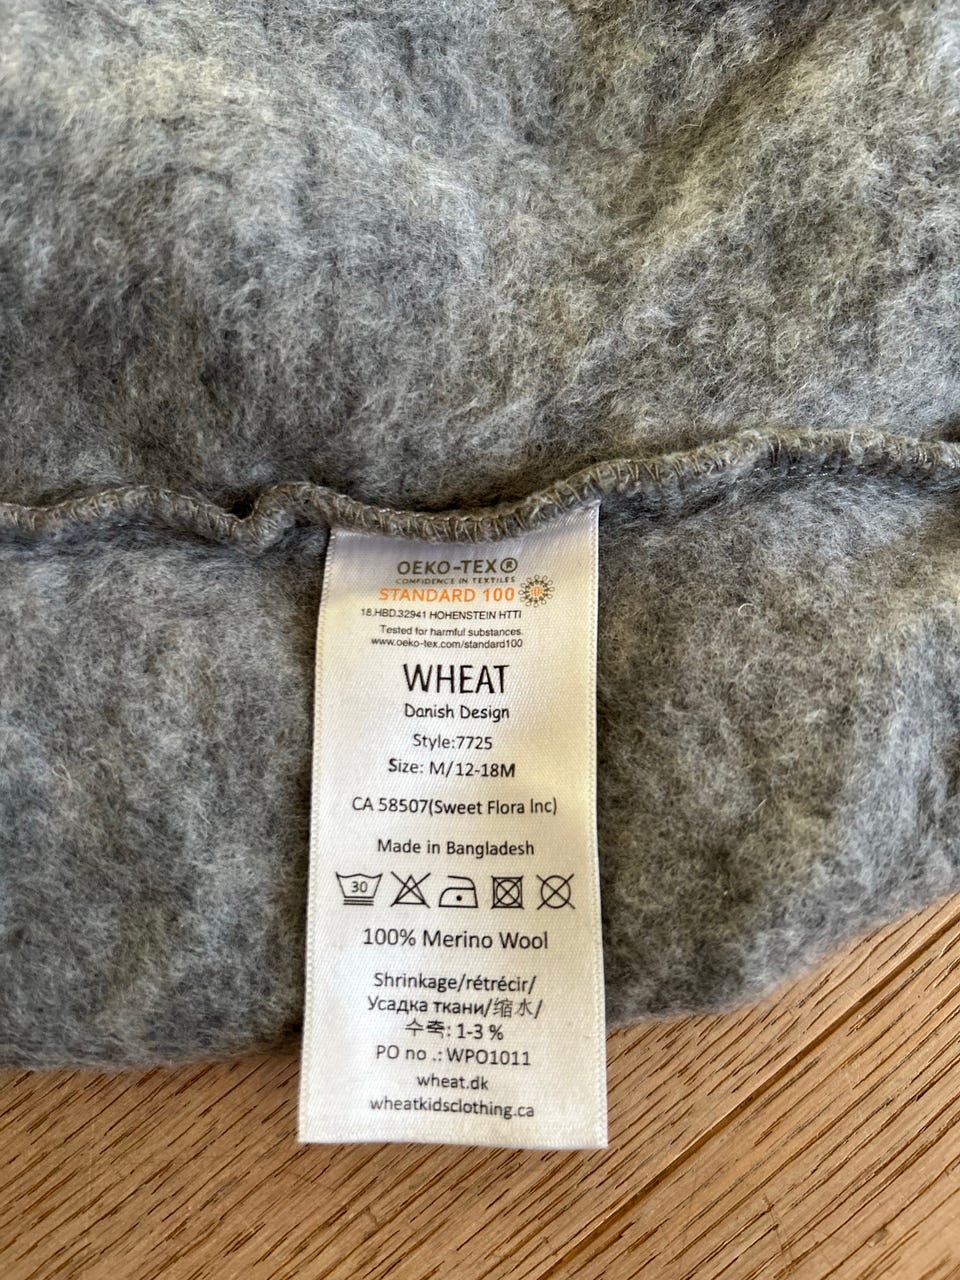 OEKO-TEX®
CONFIDENCE IN TEXTILES
STANDARD 100
18.HBD.32941 HOHENSTEIN HTTI
Tested for harmful substances.
www.oeko-tex.com/standard100
WHEAT
Danish Design
Style:7725
Size: M/12-18M
CA 58507(Sweet Flora Inc)
Made in Bangladesh
30
100% Merino Wool
Shrinkage/rétrécir/
Усадка ткани/缩水/
수축: 1-3 %
PO no .: WPO1011
wheat.dk
wheatkidsclothing.ca